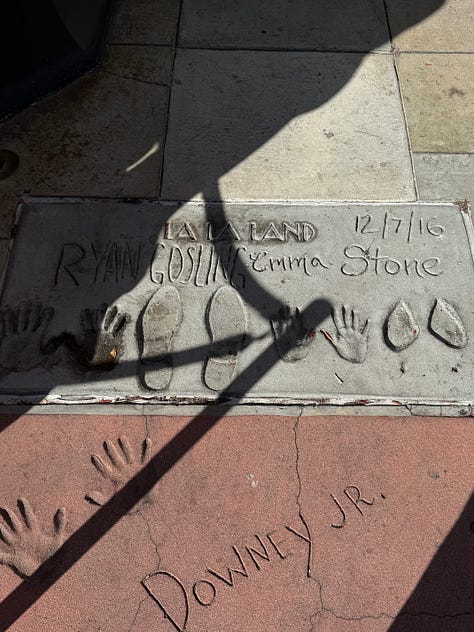 LA LA LAND
12/7/16
RYAN GOSLING Emma Stone
Downey Jr.